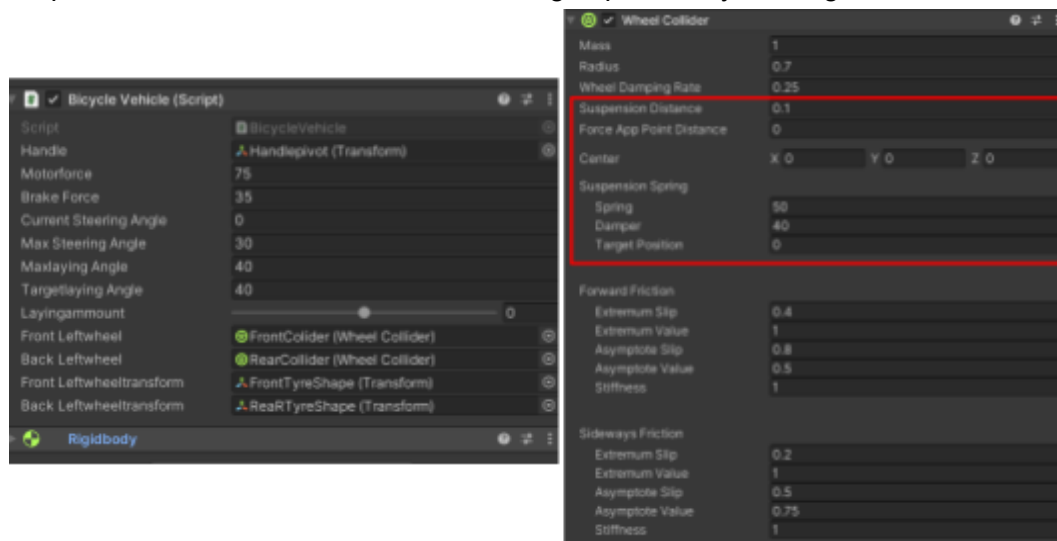 Bicycle Vehicle (Script)
Script BicycleVehicle
Handle Handlepivot (Transform)
Motorforce 75
Brake Force 35
Current Steering Angle 0
Max Steering Angle 30
Maxlaying Angle 40
Targetlaying Angle 40
Layingammount 0
Front Leftwheel FrontColider (Wheel Collider)
Back Leftwheel RearCollider (Wheel Collider)
Front Leftwheeltransform FrontTyreShape (Transform)
Back Leftwheeltransform ReaRTyreShape (Transform)
Rigidbody
Wheel Collider
Mass 1
Radius 0.7
Wheel Damping Rate 0.25
Suspension Distance 0.1
Force App Point Distance 0
Center X 0 Y 0 Z 0
Suspension Spring
Spring 50
Damper 40
Target Position 0
Forward Friction
Extremum Slip 0.4
Extremum Value 1
Asymptote Slip 0.8
Asymptote Value 0.5
Stiffness 1
Sideways Friction
Extremum Slip 0.2
Extremum Value 1
Asymptote Slip 0.5
Asymptote Value 0.75
Stiffness 1